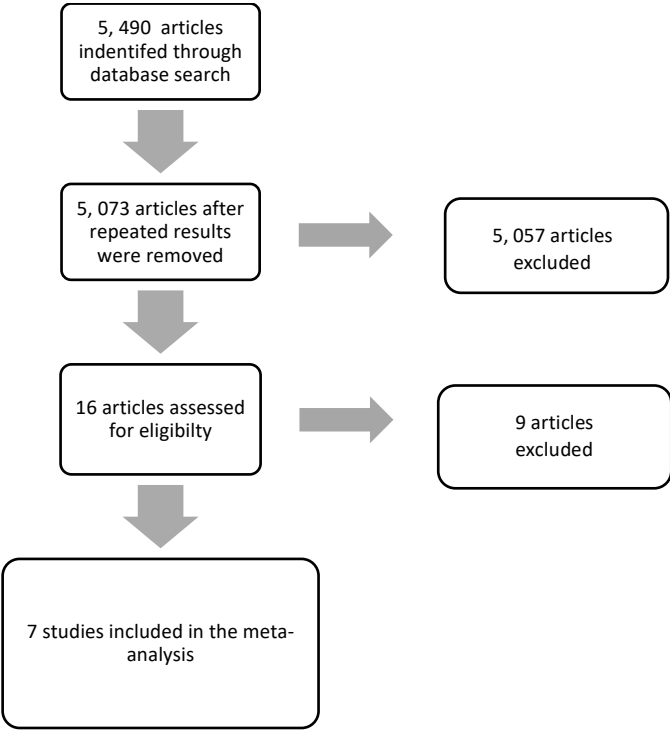 5, 490 articles
indentifed through
database search
5, 073 articles after
repeated results
were removed
5, 057 articles
excluded
16 articles assessed
for eligibilty
9 articles
excluded
7 studies included in the meta-
analysis